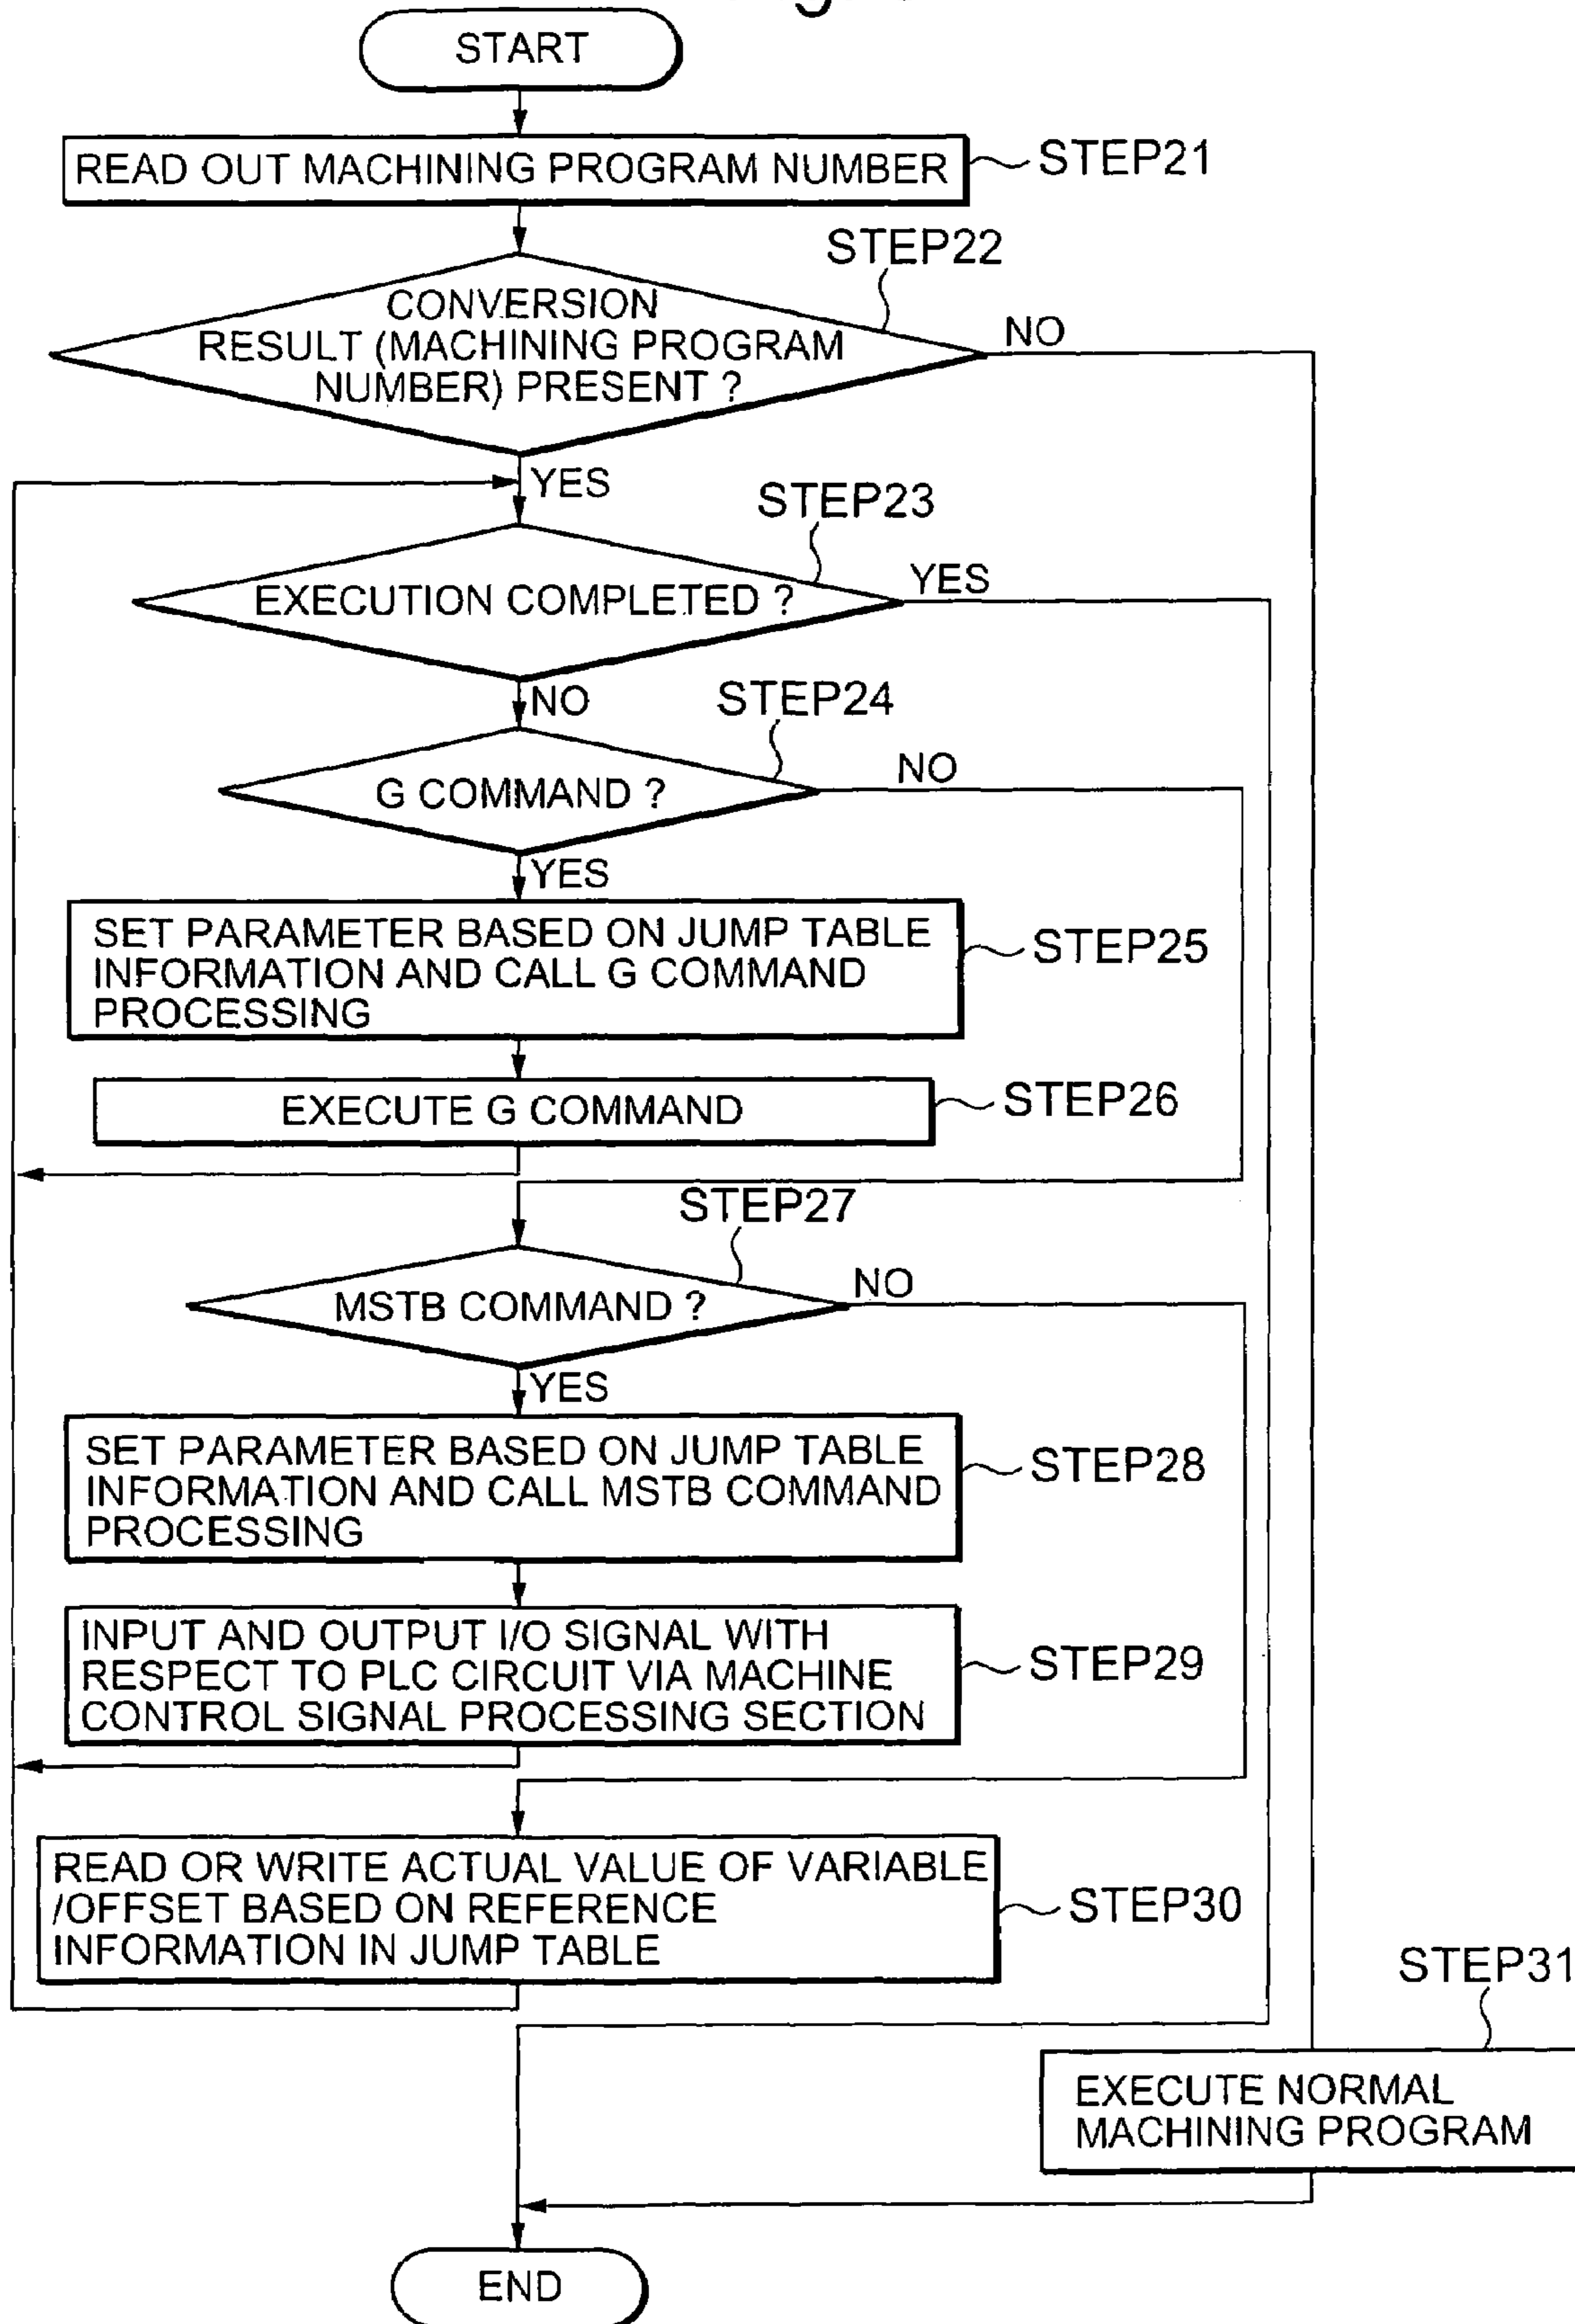 START
READ OUT MACHINING PROGRAM NUMBER
STEP21
STEP22
CONVERSION
RESULT (MACHINING PROGRAM
NUMBER) PRESENT ?
NO
YES
STEP23
EXECUTION COMPLETED ?
YES
NO
STEP24
G COMMAND ?
NO
YES
SET PARAMETER BASED ON JUMP TABLE
INFORMATION AND CALL G COMMAND
PROCESSING
STEP25
EXECUTE G COMMAND
STEP26
STEP27
MSTB COMMAND ?
NO
YES
SET PARAMETER BASED ON JUMP TABLE
INFORMATION AND CALL MSTB COMMAND
PROCESSING
STEP28
INPUT AND OUTPUT I/O SIGNAL WITH
RESPECT TO PLC CIRCUIT VIA MACHINE
CONTROL SIGNAL PROCESSING SECTION
STEP29
READ OR WRITE ACTUAL VALUE OF VARIABLE
/OFFSET BASED ON REFERENCE
INFORMATION IN JUMP TABLE
STEP30
STEP31
EXECUTE NORMAL
MACHINING PROGRAM
END